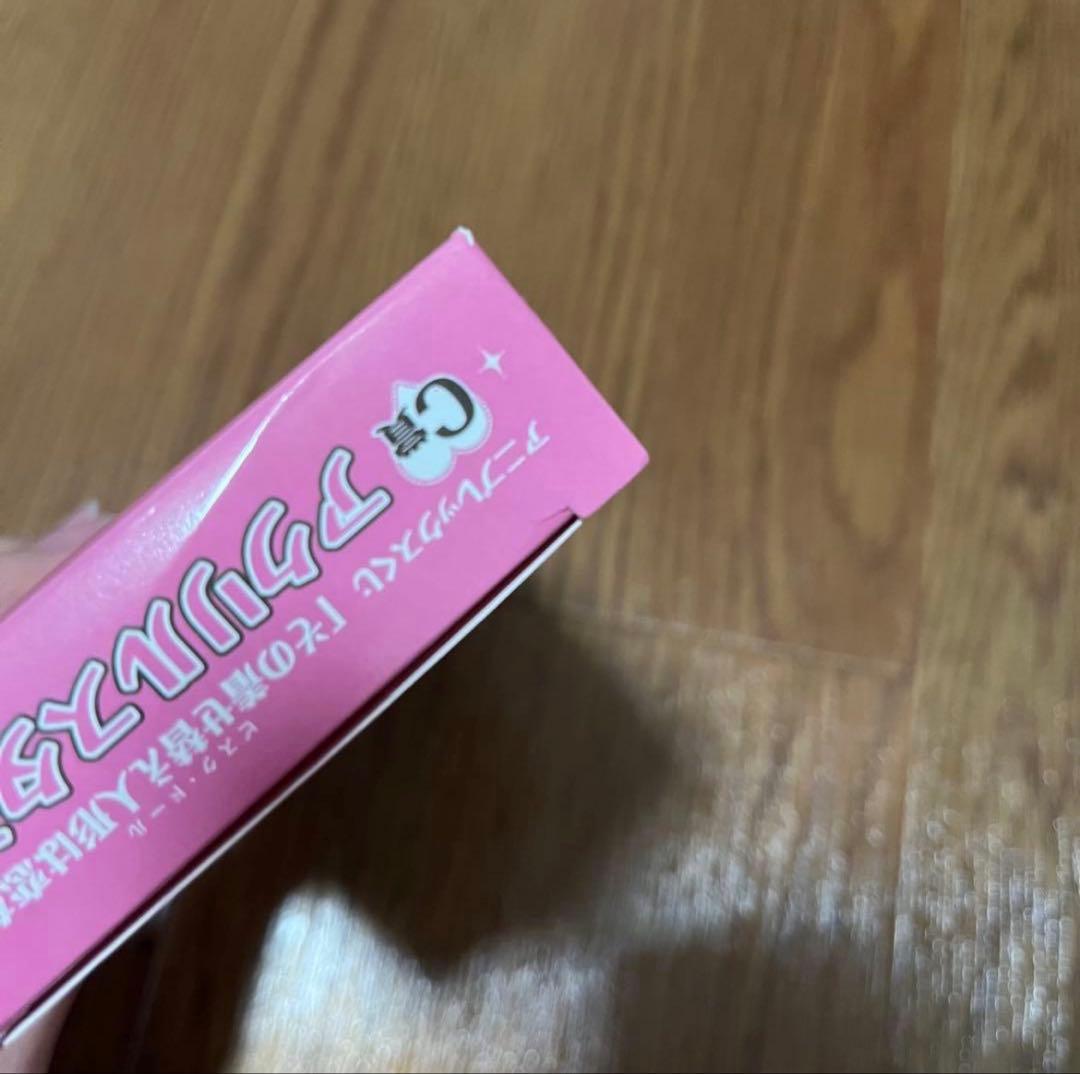 アニプレックスくじ 「その着せ替え人形は恋
ビスク・ドール
C賞
アクリルスタ